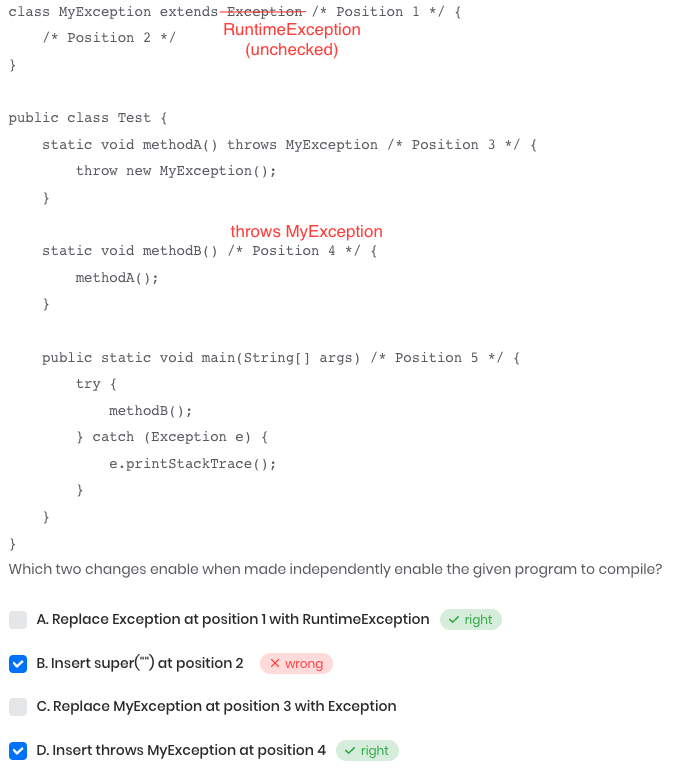 class MyException extends Exception /* Position 1 */ {
RuntimeException
/* Position 2 */
(unchecked)
}
public class Test {
static void methodA() throws MyException /* Position 3 */ {
throw new MyException();
}
throws MyException
static void methodB() /* Position 4 */ {
methodA();
}
public static void main(String[] args) /* Position 5 */ {
try {
methodB();
} catch (Exception e) {
e.printStackTrace();
}
}
}
Which two changes enable when made independently enable the given program to compile?
A. Replace Exception at position 1 with RuntimeException right
B. Insert super("") at position 2 wrong
C. Replace MyException at position 3 with Exception
D. Insert throws MyException at position 4 right